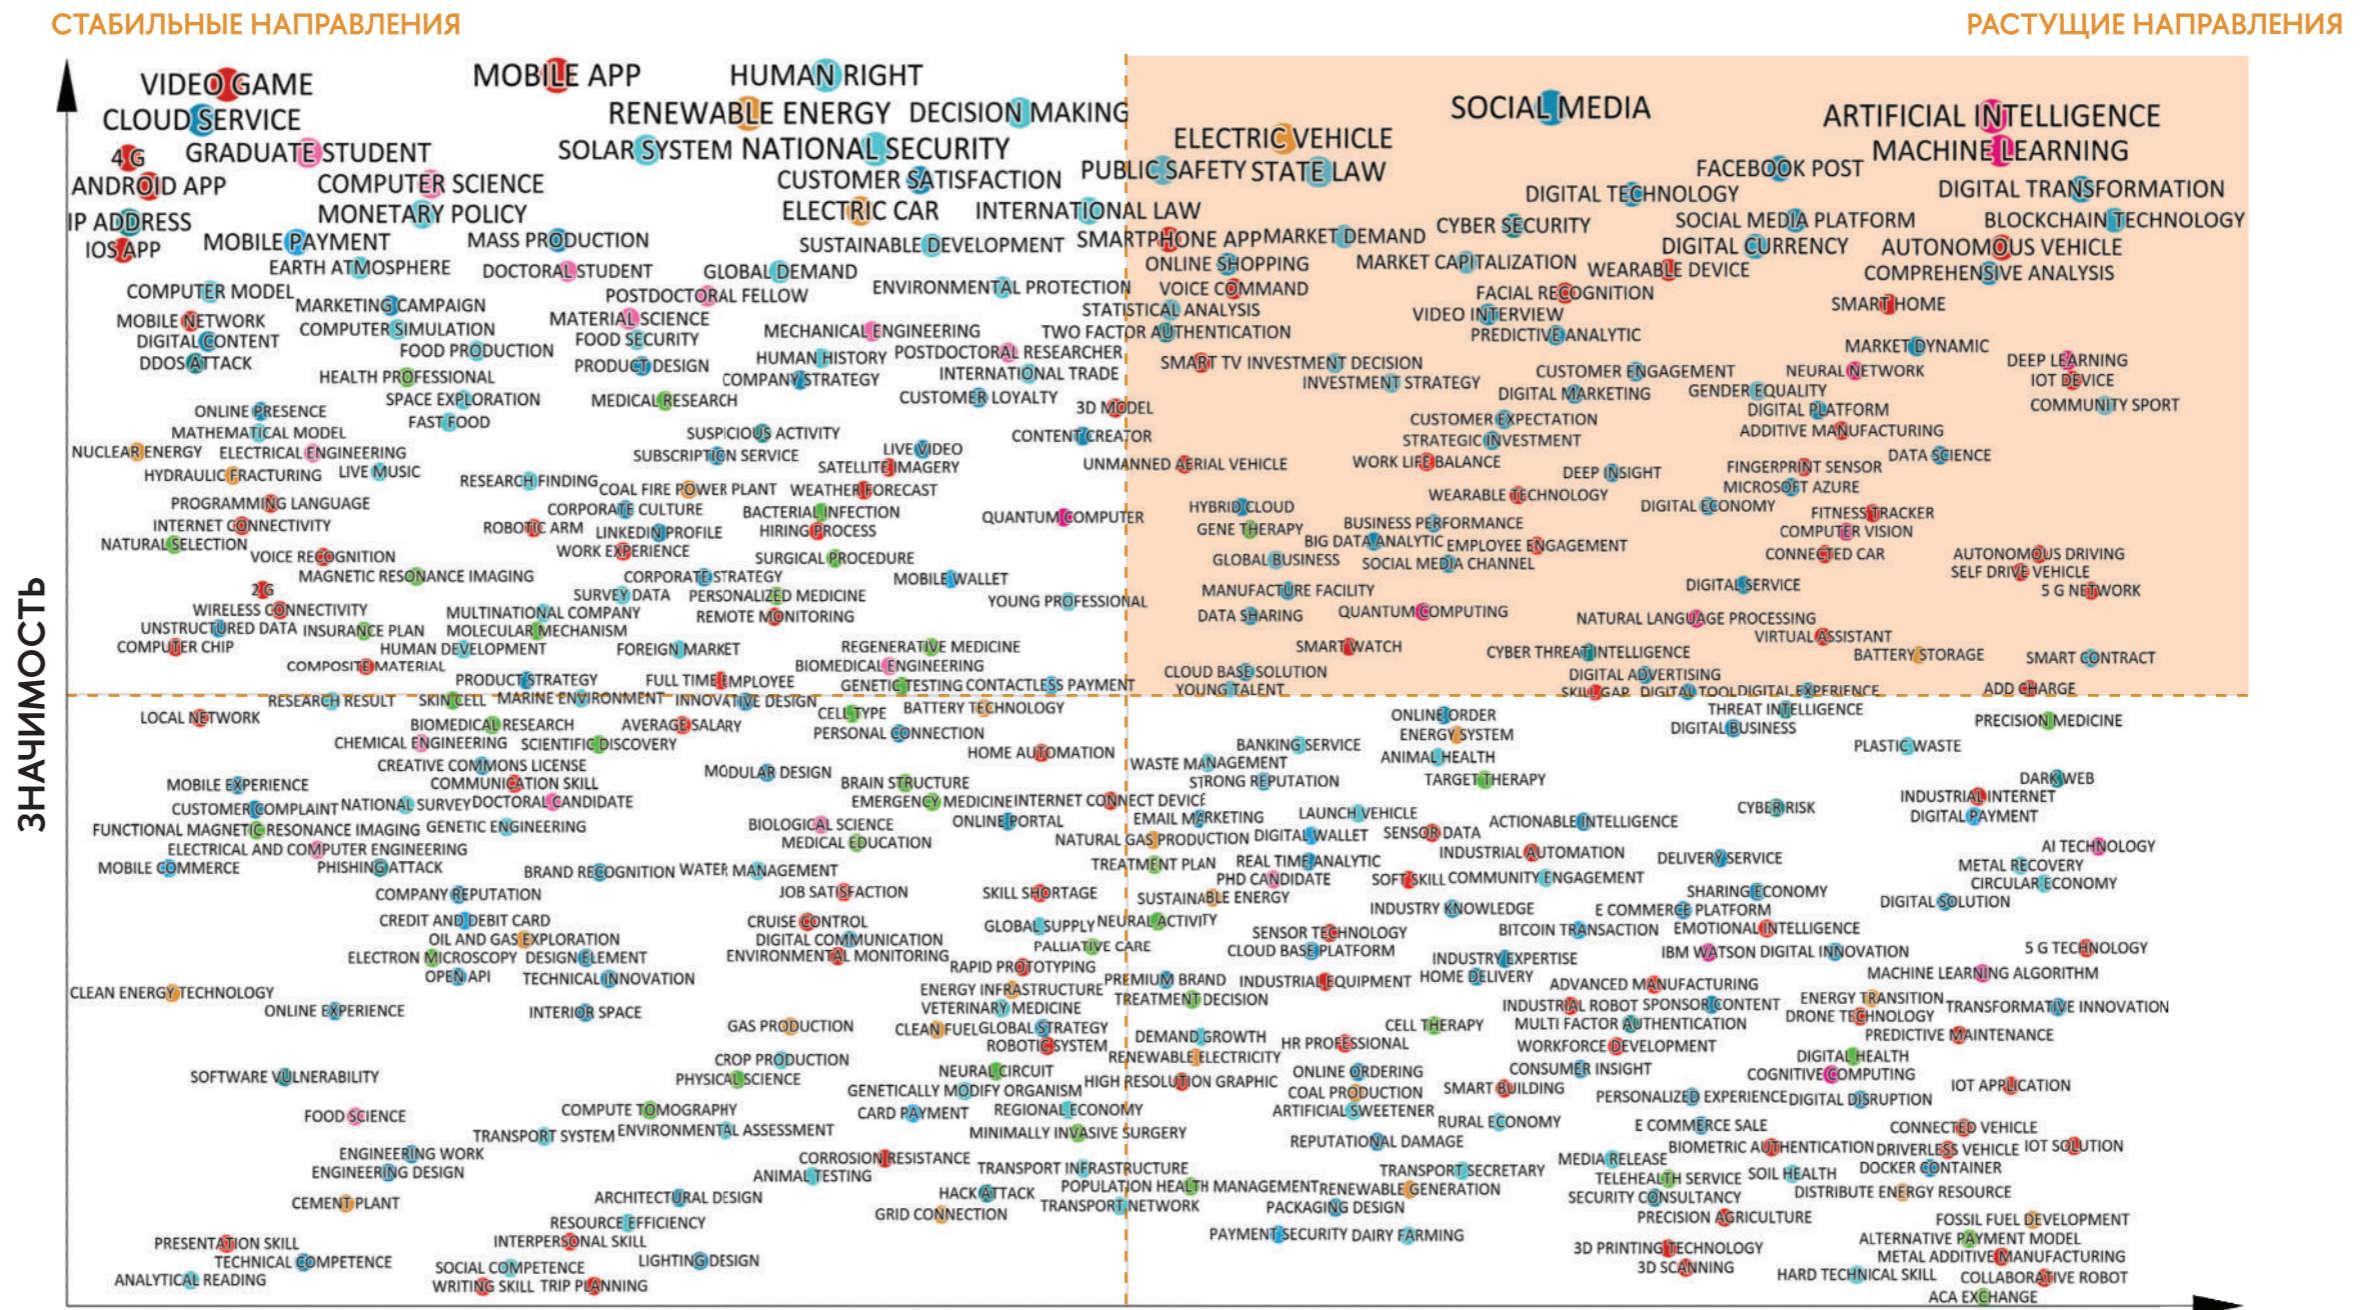 СТАБИЛЬНЫЕ НАПРАВЛЕНИЯ
РАСТУЩИЕ НАПРАВЛЕНИЯ
ЗНАЧИМОСТЬ
VIDEO GAME
MOBILE APP
HUMAN RIGHT
CLOUD SERVICE
RENEWABLE ENERGY
DECISION MAKING
4 G
GRADUATE STUDENT
SOLAR SYSTEM
NATIONAL SECURITY
ANDROID APP
COMPUTER SCIENCE
CUSTOMER SATISFACTION
IP ADDRESS
MONETARY POLICY
ELECTRIC CAR
INTERNATIONAL LAW
IOS APP
MOBILE PAYMENT
MASS PRODUCTION
SUSTAINABLE DEVELOPMENT
EARTH ATMOSPHERE
DOCTORAL STUDENT
GLOBAL DEMAND
COMPUTER MODEL
MARKETING CAMPAIGN
POSTDOCTORAL FELLOW
ENVIRONMENTAL PROTECTION
MOBILE NETWORK
COMPUTER SIMULATION
MATERIAL SCIENCE
MECHANICAL ENGINEERING
DIGITAL CONTENT
FOOD PRODUCTION
FOOD SECURITY
HUMAN HISTORY
POSTDOCTORAL RESEARCHER
DDOS ATTACK
HEALTH PROFESSIONAL
PRODUCT DESIGN
COMPANY STRATEGY
INTERNATIONAL TRADE
SPACE EXPLORATION
MEDICAL RESEARCH
CUSTOMER LOYALTY
ONLINE PRESENCE
FAST FOOD
3D MODEL
MATHEMATICAL MODEL
SUSPICIOUS ACTIVITY
CONTENT CREATOR
NUCLEAR ENERGY
ELECTRICAL ENGINEERING
SUBSCRIPTION SERVICE
LIVE VIDEO
HYDRAULIC FRACTURING
LIVE MUSIC
SATELLITE IMAGERY
RESEARCH FINDING
COAL FIRE POWER PLANT
WEATHER FORECAST
PROGRAMMING LANGUAGE
CORPORATE CULTURE
BACTERIAL INFECTION
QUANTUM COMPUTER
INTERNET CONNECTIVITY
ROBOTIC ARM
LINKEDIN PROFILE
HIRING PROCESS
NATURAL SELECTION
VOICE RECOGNITION
WORK EXPERIENCE
SURGICAL PROCEDURE
MAGNETIC RESONANCE IMAGING
CORPORATE STRATEGY
MOBILE WALLET
2 G
SURVEY DATA
PERSONALIZED MEDICINE
YOUNG PROFESSIONAL
WIRELESS CONNECTIVITY
MULTINATIONAL COMPANY
REMOTE MONITORING
UNSTRUCTURED DATA
INSURANCE PLAN
MOLECULAR MECHANISM
COMPUTER CHIP
HUMAN DEVELOPMENT
FOREIGN MARKET
REGENERATIVE MEDICINE
COMPOSITE MATERIAL
BIOMEDICAL ENGINEERING
PRODUCT STRATEGY
FULL TIME EMPLOYEE
GENETIC TESTING
CONTACTLESS PAYMENT
SOCIAL MEDIA
ARTIFICIAL INTELLIGENCE
ELECTRIC VEHICLE
MACHINE LEARNING
PUBLIC SAFETY
STATE LAW
FACEBOOK POST
DIGITAL TECHNOLOGY
DIGITAL TRANSFORMATION
CYBER SECURITY
SOCIAL MEDIA PLATFORM
BLOCKCHAIN TECHNOLOGY
SMARTPHONE APP
MARKET DEMAND
DIGITAL CURRENCY
AUTONOMOUS VEHICLE
ONLINE SHOPPING
MARKET CAPITALIZATION
WEARABLE DEVICE
COMPREHENSIVE ANALYSIS
VOICE COMMAND
FACIAL RECOGNITION
SMART HOME
STATISTICAL ANALYSIS
VIDEO INTERVIEW
TWO FACTOR AUTHENTICATION
PREDICTIVE ANALYTIC
MARKET DYNAMIC
SMART TV
INVESTMENT DECISION
DEEP LEARNING
CUSTOMER ENGAGEMENT
NEURAL NETWORK
INVESTMENT STRATEGY
DIGITAL MARKETING
GENDER EQUALITY
IOT DEVICE
DIGITAL PLATFORM
COMMUNITY SPORT
CUSTOMER EXPECTATION
ADDITIVE MANUFACTURING
STRATEGIC INVESTMENT
DATA SCIENCE
UNMANNED AERIAL VEHICLE
WORK LIFE BALANCE
DEEP INSIGHT
FINGERPRINT SENSOR
WEARABLE TECHNOLOGY
MICROSOFT AZURE
HYBRID CLOUD
DIGITAL ECONOMY
FITNESS TRACKER
GENE THERAPY
BUSINESS PERFORMANCE
COMPUTER VISION
BIG DATA ANALYTIC
EMPLOYEE ENGAGEMENT
CONNECTED CAR
AUTONOMOUS DRIVING
GLOBAL BUSINESS
SOCIAL MEDIA CHANNEL
SELF DRIVE VEHICLE
MANUFACTURE FACILITY
DIGITAL SERVICE
5 G NETWORK
DATA SHARING
QUANTUM COMPUTING
NATURAL LANGUAGE PROCESSING
SMART WATCH
CYBER THREAT INTELLIGENCE
VIRTUAL ASSISTANT
BATTERY STORAGE
SMART CONTRACT
CLOUD BASE SOLUTION
DIGITAL ADVERTISING
YOUNG TALENT
SKILL GAP
DIGITAL TOOL
DIGITAL EXPERIENCE
ADD CHARGE
RESEARCH RESULT
SKIN CELL
MARINE ENVIRONMENT
INNOVATIVE DESIGN
LOCAL NETWORK
BIOMEDICAL RESEARCH
AVERAGE SALARY
CELL TYPE
BATTERY TECHNOLOGY
CHEMICAL ENGINEERING
SCIENTIFIC DISCOVERY
PERSONAL CONNECTION
CREATIVE COMMONS LICENSE
HOME AUTOMATION
MOBILE EXPERIENCE
COMMUNICATION SKILL
MODULAR DESIGN
BRAIN STRUCTURE
CUSTOMER COMPLAINT
NATIONAL SURVEY
DOCTORAL CANDIDATE
EMERGENCY MEDICINE
INTERNET CONNECT DEVICE
FUNCTIONAL MAGNETIC RESONANCE IMAGING
GENETIC ENGINEERING
BIOLOGICAL SCIENCE
ONLINE PORTAL
ELECTRICAL AND COMPUTER ENGINEERING
MEDICAL EDUCATION
NATURAL GAS PRODUCTION
MOBILE COMMERCE
PHISHING ATTACK
BRAND RECOGNITION
WATER MANAGEMENT
COMPANY REPUTATION
JOB SATISFACTION
SKILL SHORTAGE
CREDIT AND DEBIT CARD
CRUISE CONTROL
GLOBAL SUPPLY
NEURAL ACTIVITY
OIL AND GAS EXPLORATION
DIGITAL COMMUNICATION
PALLIATIVE CARE
ELECTRON MICROSCOPY
DESIGN ELEMENT
ENVIRONMENTAL MONITORING
OPEN API
TECHNICAL INNOVATION
RAPID PROTOTYPING
CLEAN ENERGY TECHNOLOGY
ENERGY INFRASTRUCTURE
ONLINE EXPERIENCE
INTERIOR SPACE
VETERINARY MEDICINE
GAS PRODUCTION
CLEAN FUEL
GLOBAL STRATEGY
ROBOTIC SYSTEM
CROP PRODUCTION
SOFTWARE VULNERABILITY
PHYSICAL SCIENCE
NEURAL CIRCUIT
GENETICALLY MODIFY ORGANISM
FOOD SCIENCE
COMPUTE TOMOGRAPHY
CARD PAYMENT
REGIONAL ECONOMY
TRANSPORT SYSTEM
ENVIRONMENTAL ASSESSMENT
MINIMALLY INVASIVE SURGERY
ENGINEERING WORK
CORROSION RESISTANCE
ENGINEERING DESIGN
ANIMAL TESTING
TRANSPORT INFRASTRUCTURE
CEMENT PLANT
ARCHITECTURAL DESIGN
HACK ATTACK
POPULATION HEALTH MANAGEMENT
RESOURCE EFFICIENCY
GRID CONNECTION
TRANSPORT NETWORK
PRESENTATION SKILL
INTERPERSONAL SKILL
TECHNICAL COMPETENCE
SOCIAL COMPETENCE
LIGHTING DESIGN
ANALYTICAL READING
WRITING SKILL
TRIP PLANNING
THREAT INTELLIGENCE
ONLINE ORDER
PRECISION MEDICINE
ENERGY SYSTEM
DIGITAL BUSINESS
BANKING SERVICE
PLASTIC WASTE
WASTE MANAGEMENT
ANIMAL HEALTH
STRONG REPUTATION
TARGET THERAPY
DARK WEB
INDUSTRIAL INTERNET
EMAIL MARKETING
LAUNCH VEHICLE
CYBER RISK
DIGITAL PAYMENT
ACTIONABLE INTELLIGENCE
DIGITAL WALLET
SENSOR DATA
AI TECHNOLOGY
TREATMENT PLAN
REAL TIME ANALYTIC
INDUSTRIAL AUTOMATION
DELIVERY SERVICE
METAL RECOVERY
PHD CANDIDATE
SOFT SKILL
COMMUNITY ENGAGEMENT
CIRCULAR ECONOMY
SUSTAINABLE ENERGY
SHARING ECONOMY
DIGITAL SOLUTION
INDUSTRY KNOWLEDGE
E COMMERCE PLATFORM
SENSOR TECHNOLOGY
BITCOIN TRANSACTION
EMOTIONAL INTELLIGENCE
CLOUD BASE PLATFORM
INDUSTRY EXPERTISE
IBM WATSON
DIGITAL INNOVATION
5 G TECHNOLOGY
PREMIUM BRAND
INDUSTRIAL EQUIPMENT
HOME DELIVERY
MACHINE LEARNING ALGORITHM
ADVANCED MANUFACTURING
TREATMENT DECISION
INDUSTRIAL ROBOT
SPONSOR CONTENT
ENERGY TRANSITION
TRANSFORMATIVE INNOVATION
DRONE TECHNOLOGY
CELL THERAPY
MULTI FACTOR AUTHENTICATION
DEMAND GROWTH
HR PROFESSIONAL
WORKFORCE DEVELOPMENT
PREDICTIVE MAINTENANCE
RENEWABLE ELECTRICITY
DIGITAL HEALTH
ONLINE ORDERING
CONSUMER INSIGHT
COGNITIVE COMPUTING
HIGH RESOLUTION GRAPHIC
COAL PRODUCTION
SMART BUILDING
IOT APPLICATION
PERSONALIZED EXPERIENCE
DIGITAL DISRUPTION
ARTIFICIAL SWEETENER
RURAL ECONOMY
E COMMERCE SALE
CONNECTED VEHICLE
REPUTATIONAL DAMAGE
BIOMETRIC AUTHENTICATION
DRIVERLESS VEHICLE
IOT SOLUTION
MEDIA RELEASE
TRANSPORT SECRETARY
TELEHEALTH SERVICE
SOIL HEALTH
DOCKER CONTAINER
RENEWABLE GENERATION
SECURITY CONSULTANCY
DISTRIBUTE ENERGY RESOURCE
PACKAGING DESIGN
PRECISION AGRICULTURE
FOSSIL FUEL DEVELOPMENT
PAYMENT SECURITY
DAIRY FARMING
ALTERNATIVE PAYMENT MODEL
3D PRINTING TECHNOLOGY
METAL ADDITIVE MANUFACTURING
3D SCANNING
HARD TECHNICAL SKILL
COLLABORATIVE ROBOT
ACA EXCHANGE